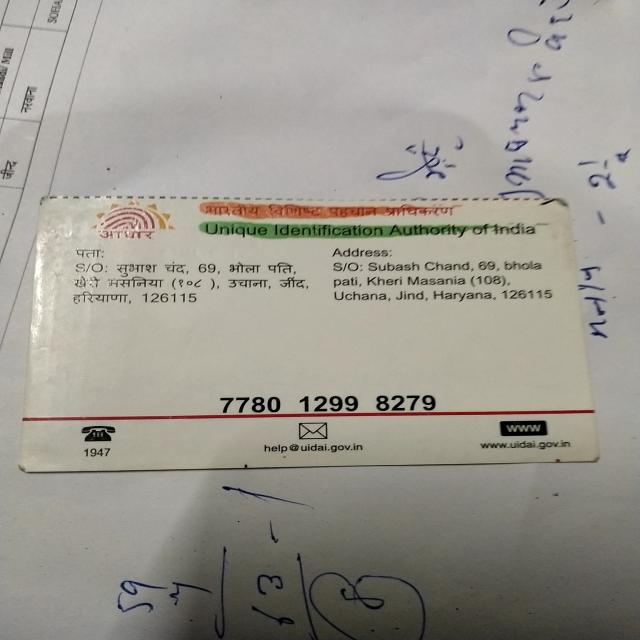 भारतीय विशिष्ट पहचान प्राधिकरण
Unique Identification Authority of India
आधार
पता:
S/O: सुभाश चंद, 69, भोला पति,
खेरी मसनिया (१०८ ), उचाना, जींद,
हरियाणा, 126115
Address:
S/O: Subash Chand, 69, bhola
pati, Kheri Masania (108),
Uchana, Jind, Haryana, 126115
7780 1299 8279
1947
help@uidai.gov.in
www
www.uidai.gov.in
नरवाना
जीन्द